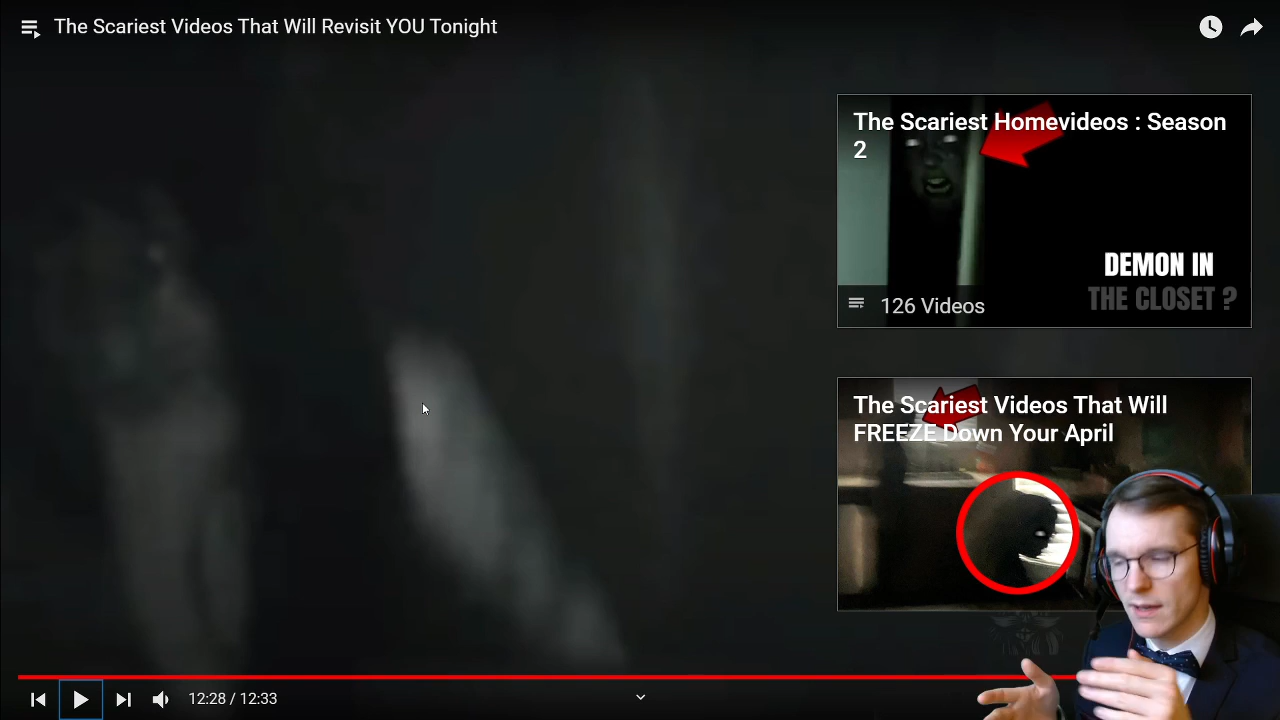 The Scariest Videos That Will Revisit YOU Tonight
The Scariest Homevideos : Season
2
DEMON IN
THE CLOSET ?
126 Videos
The Scariest Videos That Will
FREEZE Down Your April
12:28 / 12:33